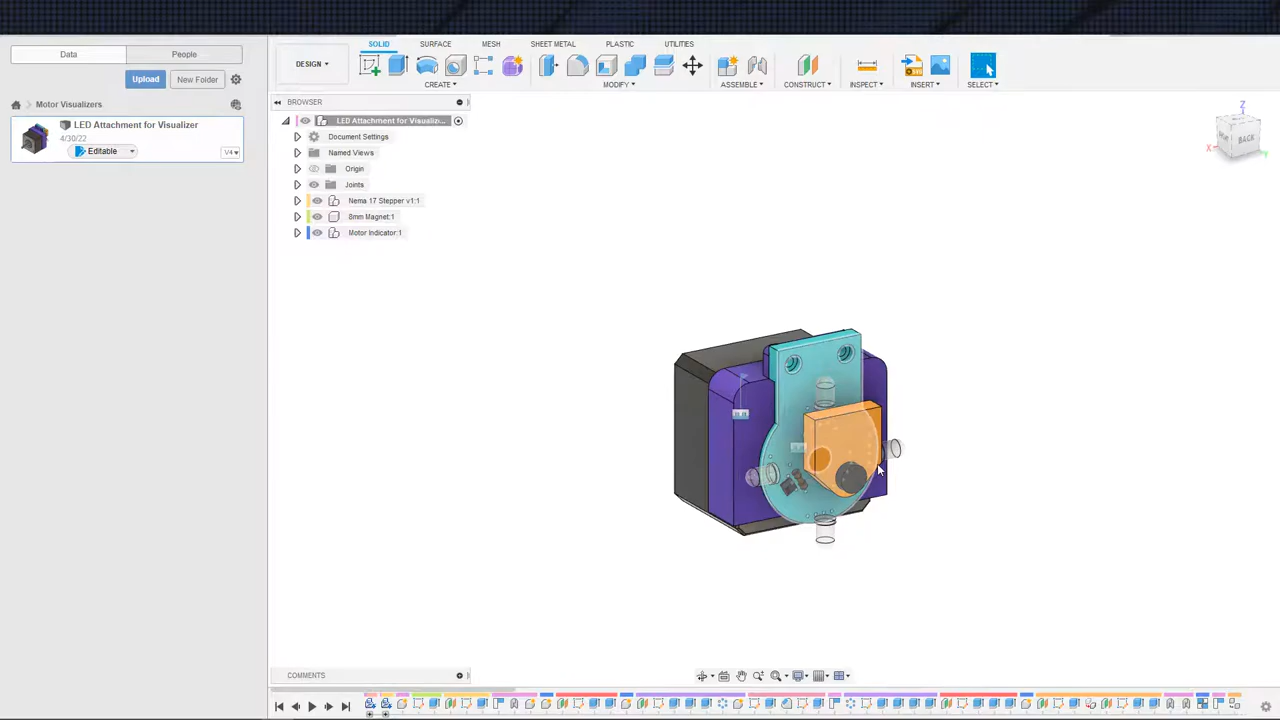 Data
People
SOLID
SURFACE
MESH
SHEET METAL
PLASTIC
UTILITIES
Upload
New Folder
DESIGN
CREATE
MODIFY
ASSEMBLE
CONSTRUCT
INSPECT
INSERT
SELECT
Motor Visualizers
BROWSER
LED Attachment for Visualizer
4/30/22
Editable
V4
LED Attachment for Visualiz...
Document Settings
Named Views
Origin
Joints
Nema 17 Stepper v1:1
8mm Magnet:1
Motor Indicator:1
Z
BACK
X
COMMENTS